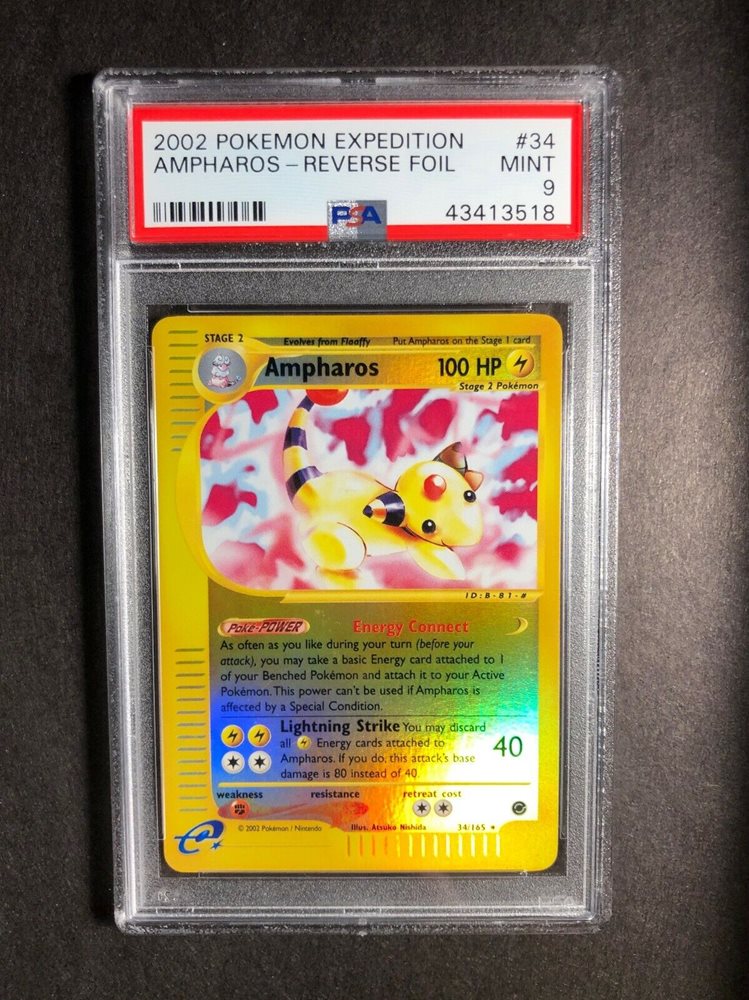 2002 POKEMON EXPEDITION #34
AMPHAROS – REVERSE FOIL MINT
9
PSA 43413518
STAGE 2 Evolves from Flaaffy Put Ampharos on the Stage 1 card
Ampharos 100 HP
Stage 2 Pokémon
ID:B-81-#
Poké-POWER Energy Connect
As often as you like during your turn (before your
attack), you may take a basic Energy card attached to 1
of your Benched Pokémon and attach it to your Active
Pokémon. This power can't be used if Ampharos is
affected by a Special Condition.
Lightning Strike You may discard
all Energy cards attached to
Ampharos. If you do, this attack's base
damage is 80 instead of 40.
40
weakness resistance retreat cost
© 2002 Pokémon / Nintendo Illus. Atsuko Nishida 34/165
e